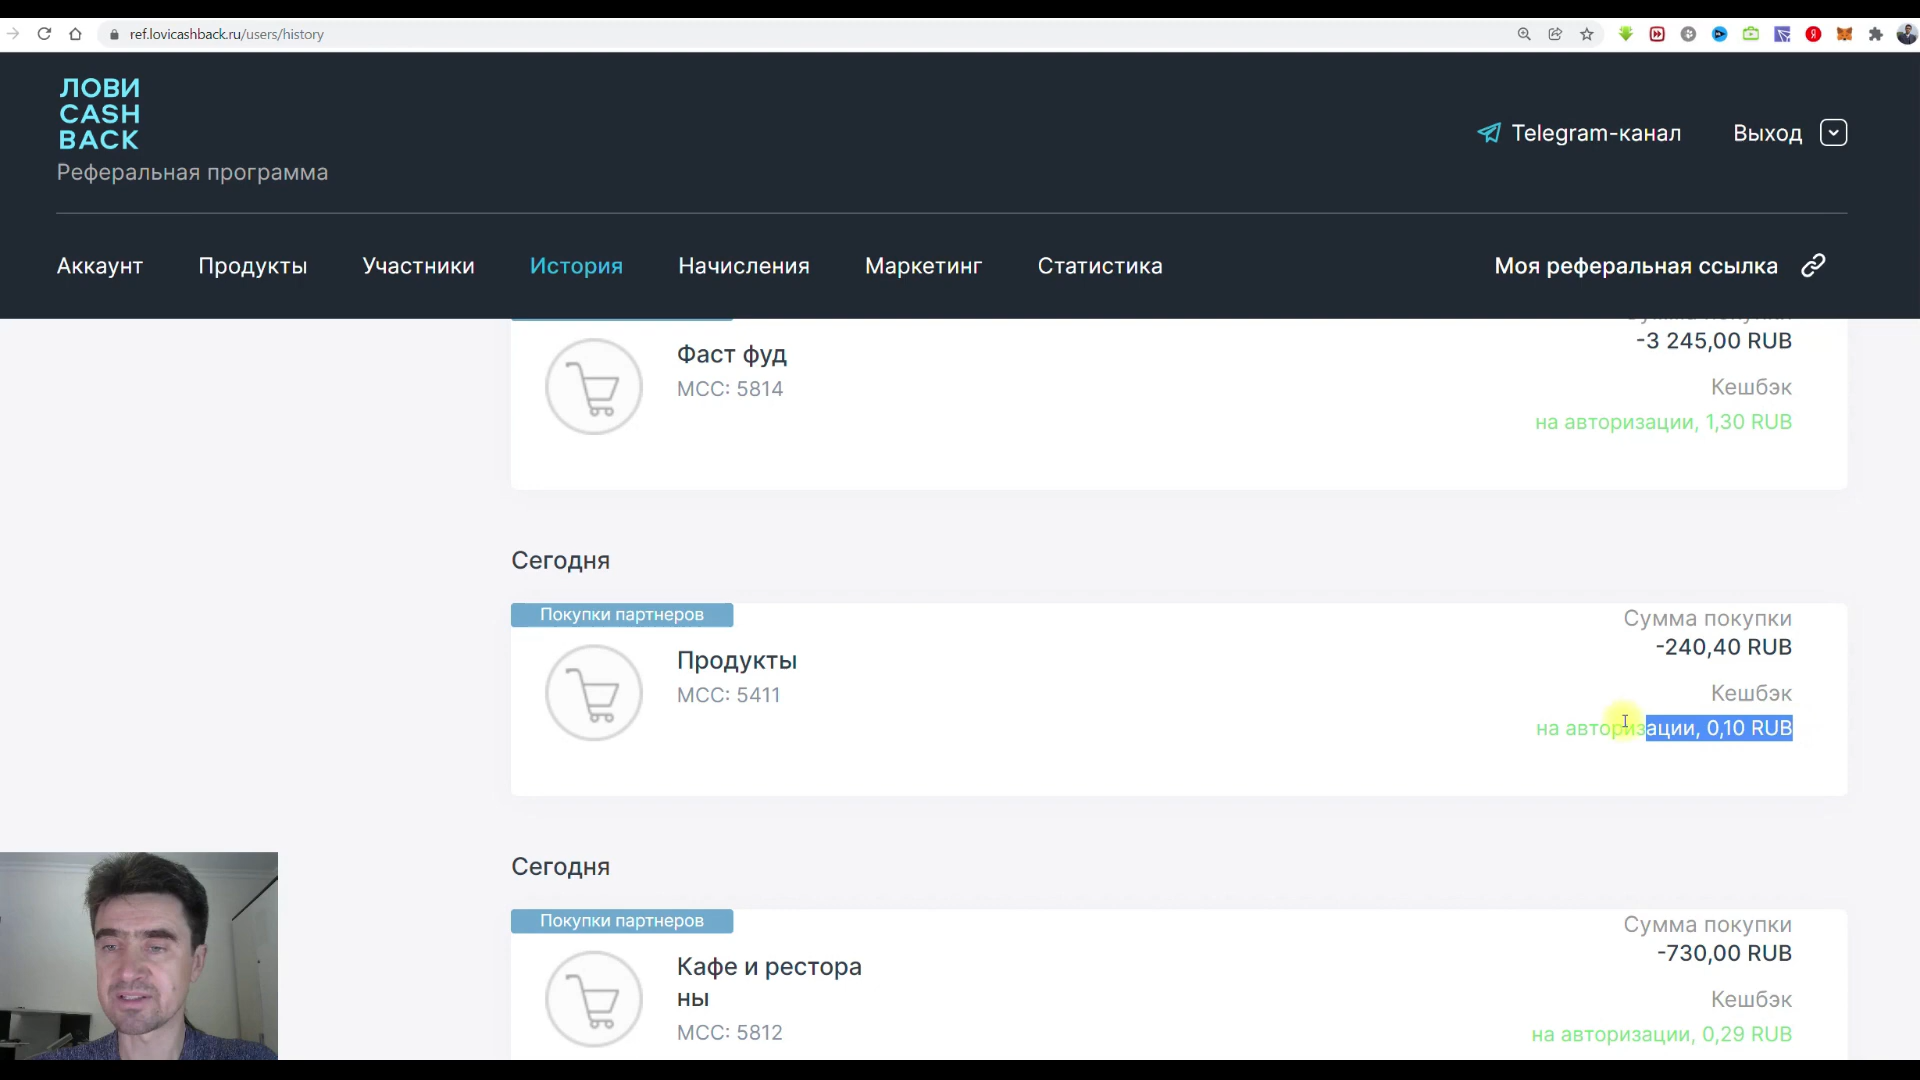 ref.lovicashback.ru/users/history
ЛОВИ
CASH
BACK
Реферальная программа
Telegram-канал
Выход
Аккаунт
Продукты
Участники
История
Начисления
Маркетинг
Статистика
Моя реферальная ссылка
Сумма покупки
Фаст фуд
-3 245,00 RUB
MCC: 5814
Кешбэк
на авторизации, 1,30 RUB
Сегодня
Покупки партнеров
Сумма покупки
Продукты
-240,40 RUB
MCC: 5411
Кешбэк
на авторизации, 0,10 RUB
Сегодня
Покупки партнеров
Сумма покупки
Кафе и рестора
ны
-730,00 RUB
MCC: 5812
Кешбэк
на авторизации, 0,29 RUB